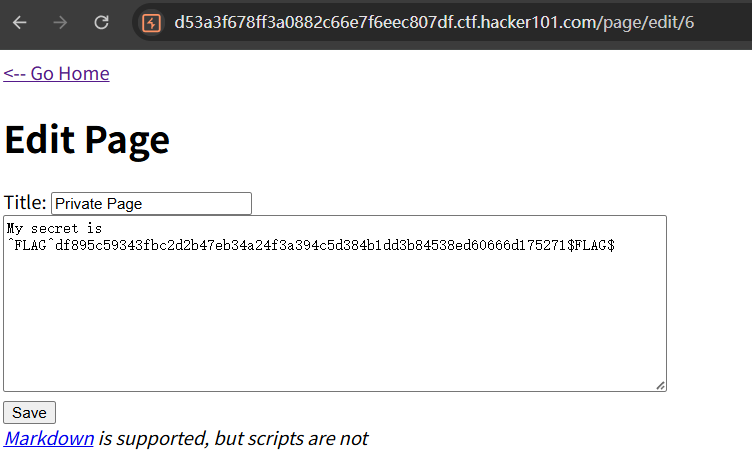 d53a3f678ff3a0882c66e7f6eec807df.ctf.hacker101.com/page/edit/6
<-- Go Home
Edit Page
Title: Private Page
My secret is
^FLAG^df895c59343fbc2d2b47eb34a24f3a394c5d384b1dd3b84538ed60666d175271$FLAG$
Save
Markdown is supported, but scripts are not